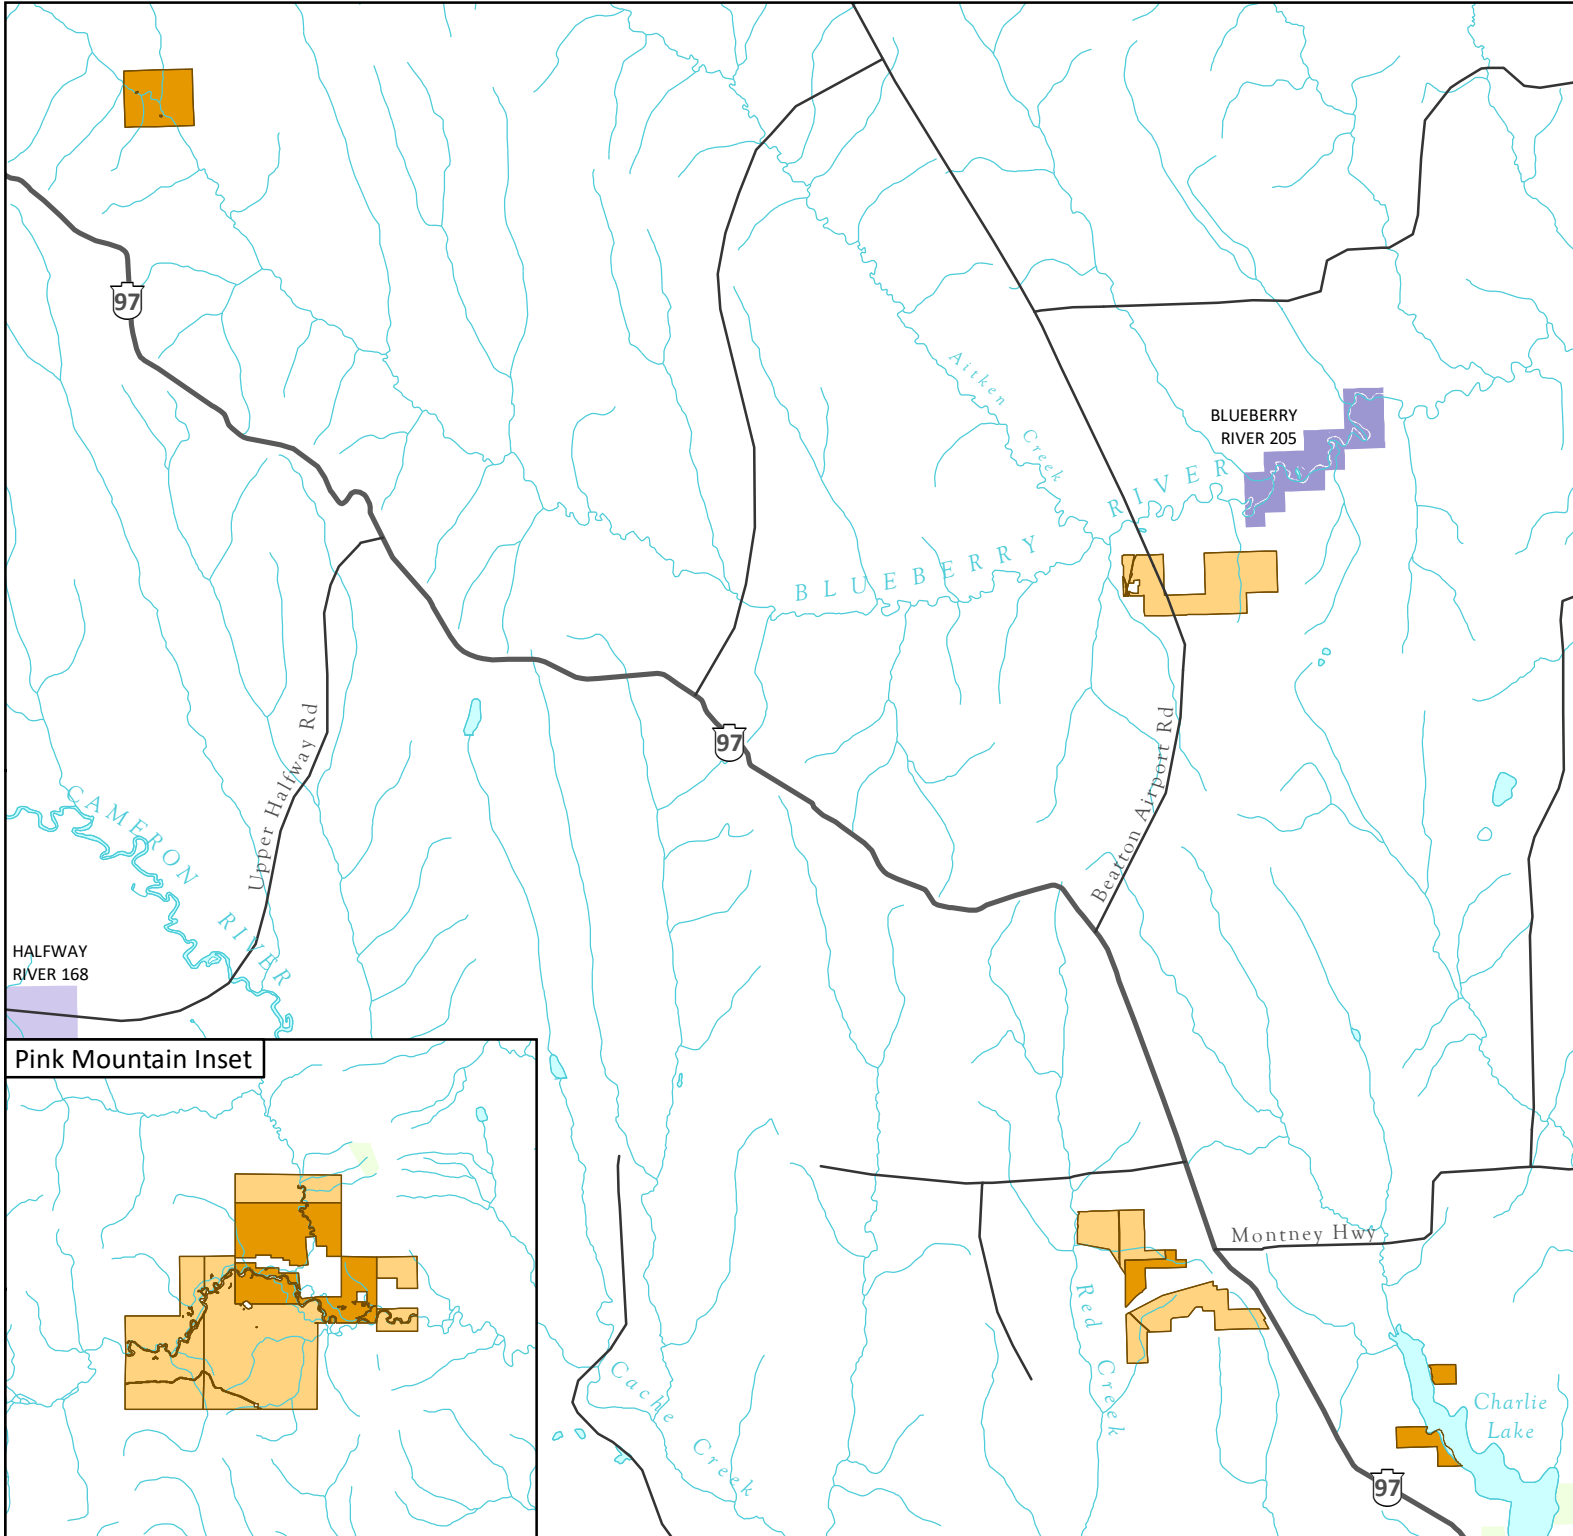 97
Aitken
Creek
BLUEBERRY
RIVER 205
BLUEBERRY RIVER
97
Upper Halfway Rd
Beatton Airport Rd
CAMERON
RIVER
HALFWAY
RIVER 168
Pink Mountain Inset
Montney Hwy
Red Creek
Cache
Creek
Charlie
Lake
97